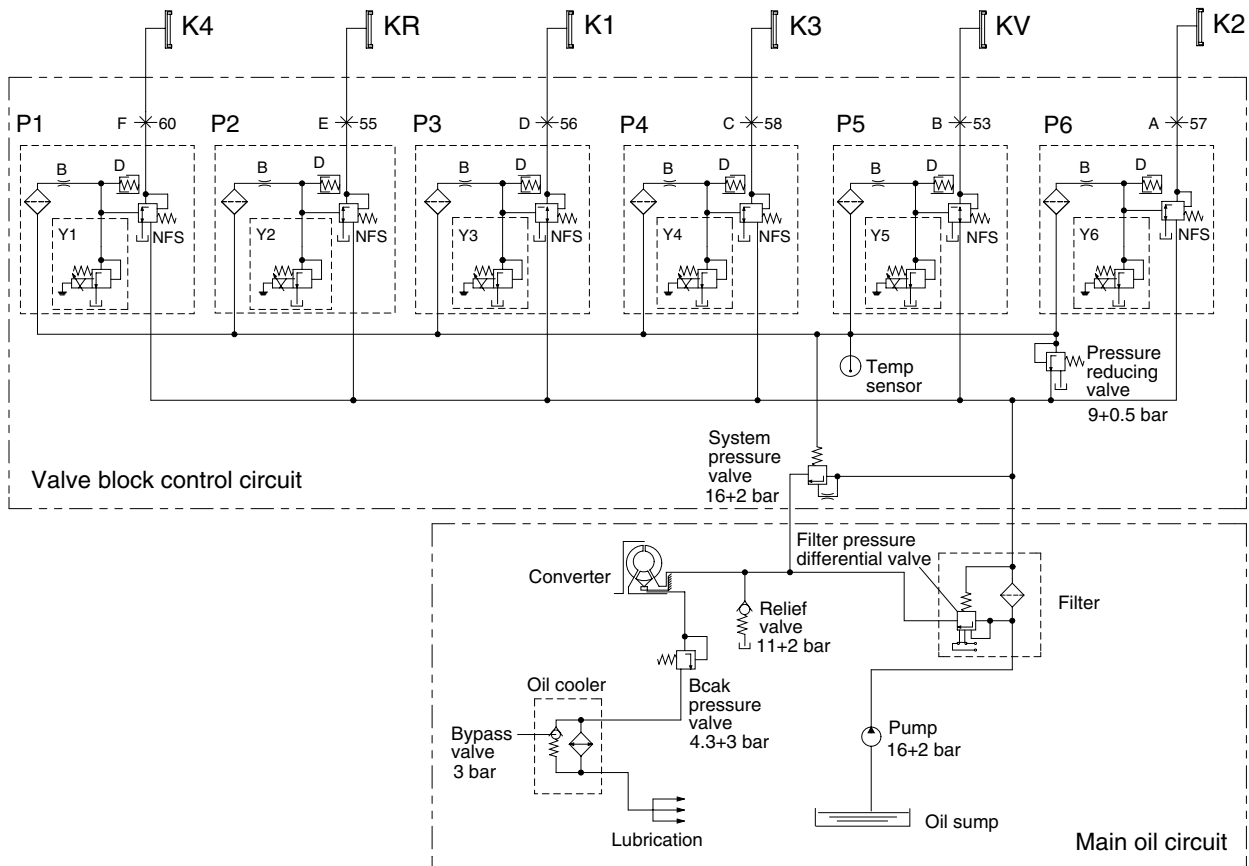 K4
KR
K1
K3
KV
K2
P1
F
60
P2
E
55
P3
D
56
P4
C
58
P5
B
53
P6
A
57
B
D
B
D
B
D
B
D
B
D
B
D
Y1
NFS
Y2
NFS
Y3
NFS
Y4
NFS
Y5
NFS
Y6
NFS
Temp
sensor
Pressure
reducing
valve
9+0.5 bar
System
pressure
valve
16+2 bar
Valve block control circuit
Filter pressure
differential valve
Converter
Relief
valve
11+2 bar
Filter
Oil cooler
Bcak
pressure
valve
4.3+3 bar
Bypass
valve
3 bar
Pump
16+2 bar
Lubrication
Oil sump
Main oil circuit